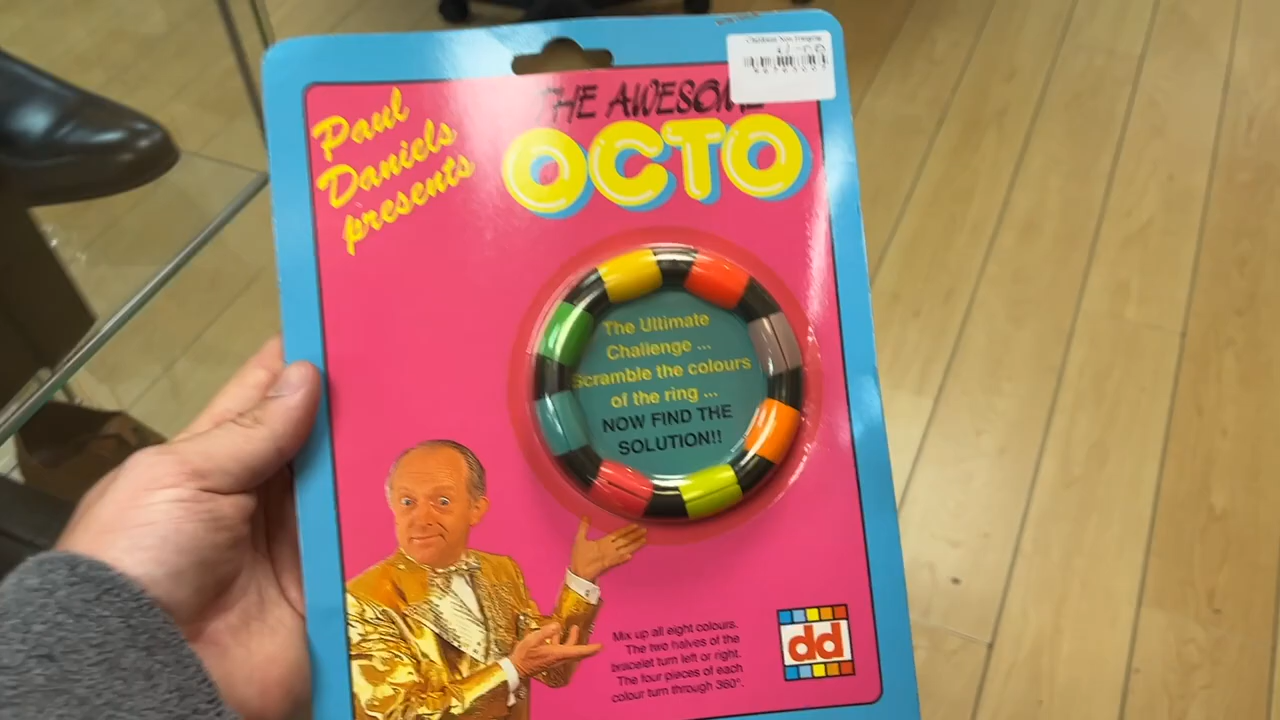 Paul
Daniels
presents
THE AWESOME
OCTO
The Ultimate
Challenge ...
Scramble the colours
of the ring ...
NOW FIND THE
SOLUTION!!
Mix up all eight colours.
The two halves of the
bracelet turn left or right.
The four pieces of each
colour turn through 360°.
dd